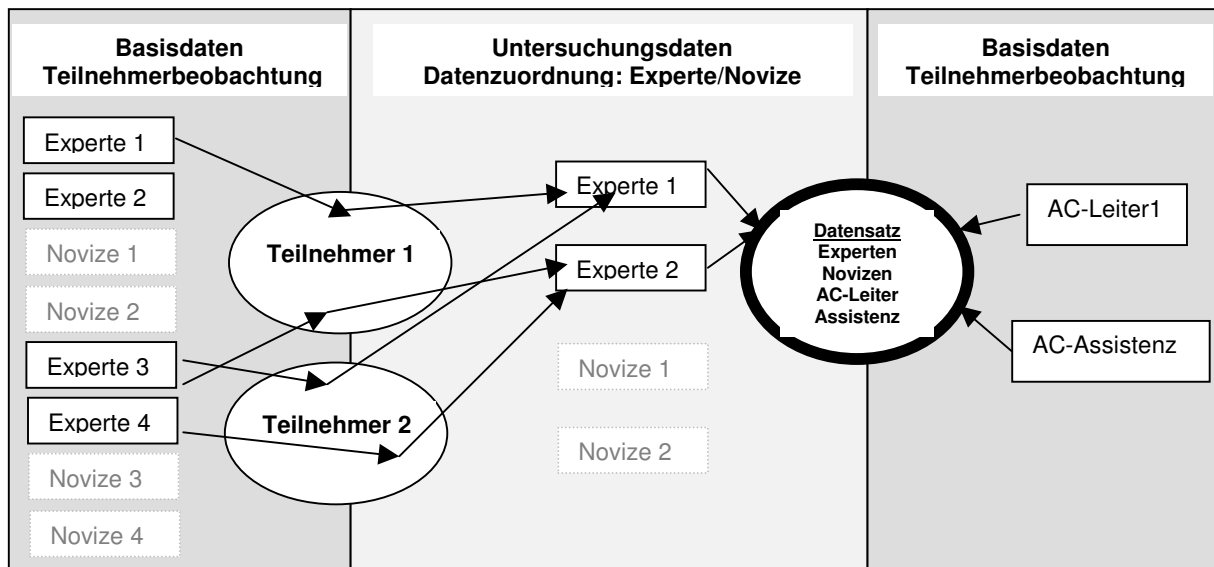 Basisdaten
Teilnehmerbeobachtung
Experte 1
Experte 2
Novize 1
Novize 2
Experte 3
Experte 4
Novize 3
Novize 4
Teilnehmer 1
Teilnehmer 2
Untersuchungsdaten
Datenzuordnung: Experte/Novize
Experte 1
Experte 2
Novize 1
Novize 2
Basisdaten
Teilnehmerbeobachtung
Datensatz
Experten
Novizen
AC-Leiter
Assistenz
AC-Leiter1
AC-Assistenz